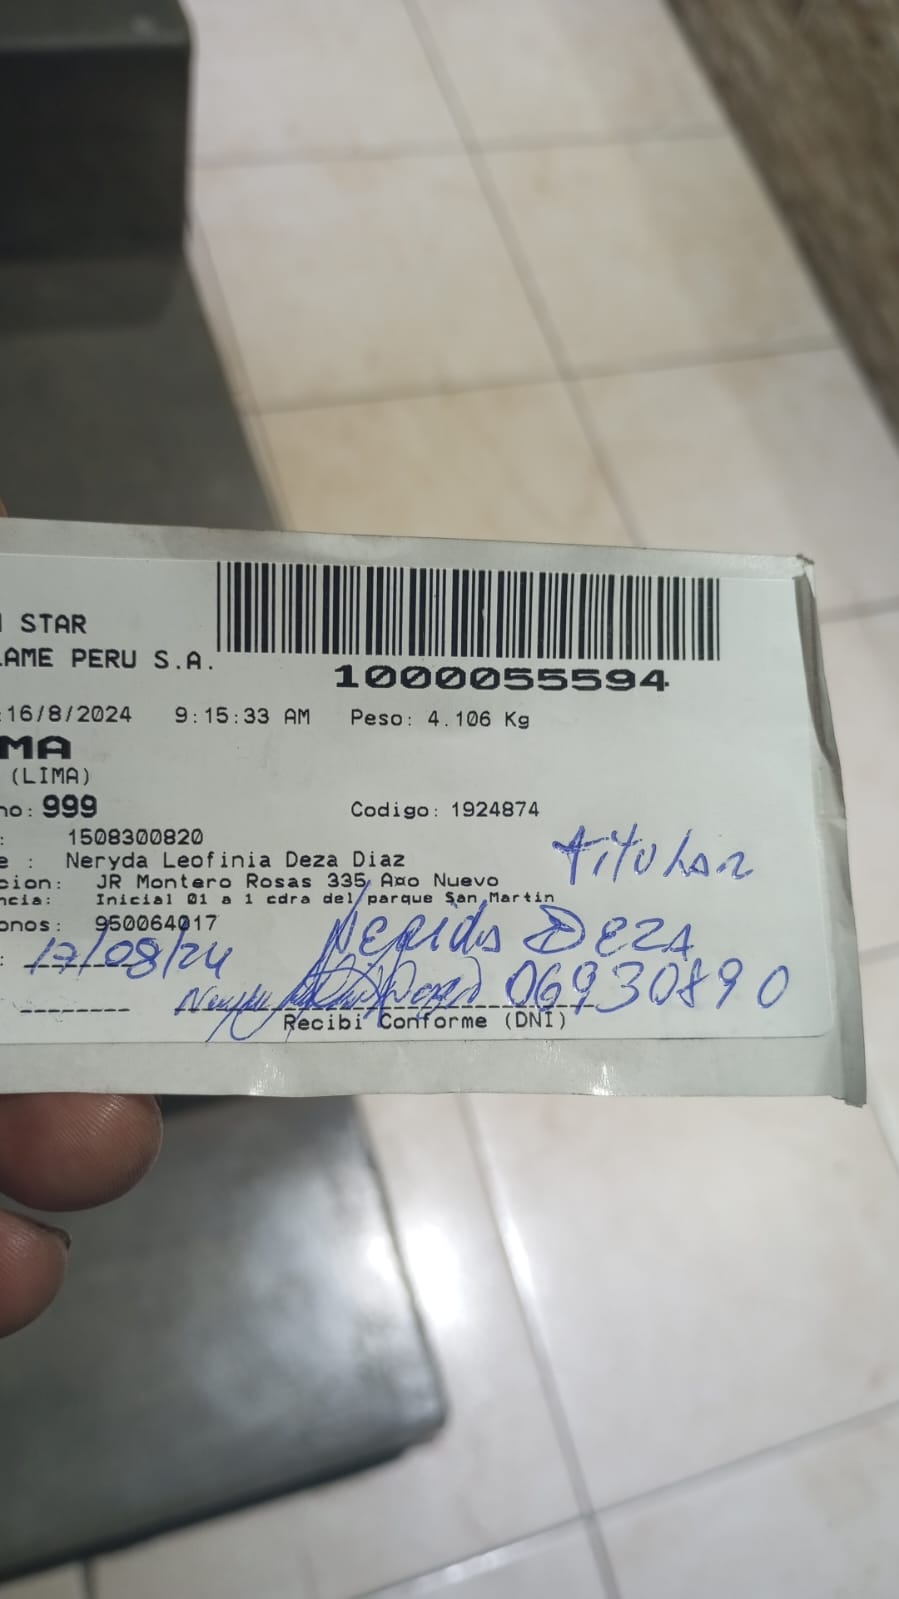 STAR
LAME PERU S.A.
1000055594
:16/8/2024 9:15:33 AM Peso: 4.106 Kg
MA
(LIMA)
no: 999 Codigo: 1924874
: 1508300820
e : Neryda Leofinia Deza Diaz
titular
cion: JR Montero Rosas 335, Axo Nuevo
ncia: Inicial 01 a 1 cdra del parque San Martin
onos: 950064017
Nerida DEZA
: 17/08/24
06930890
Recibi Conforme (DNI)